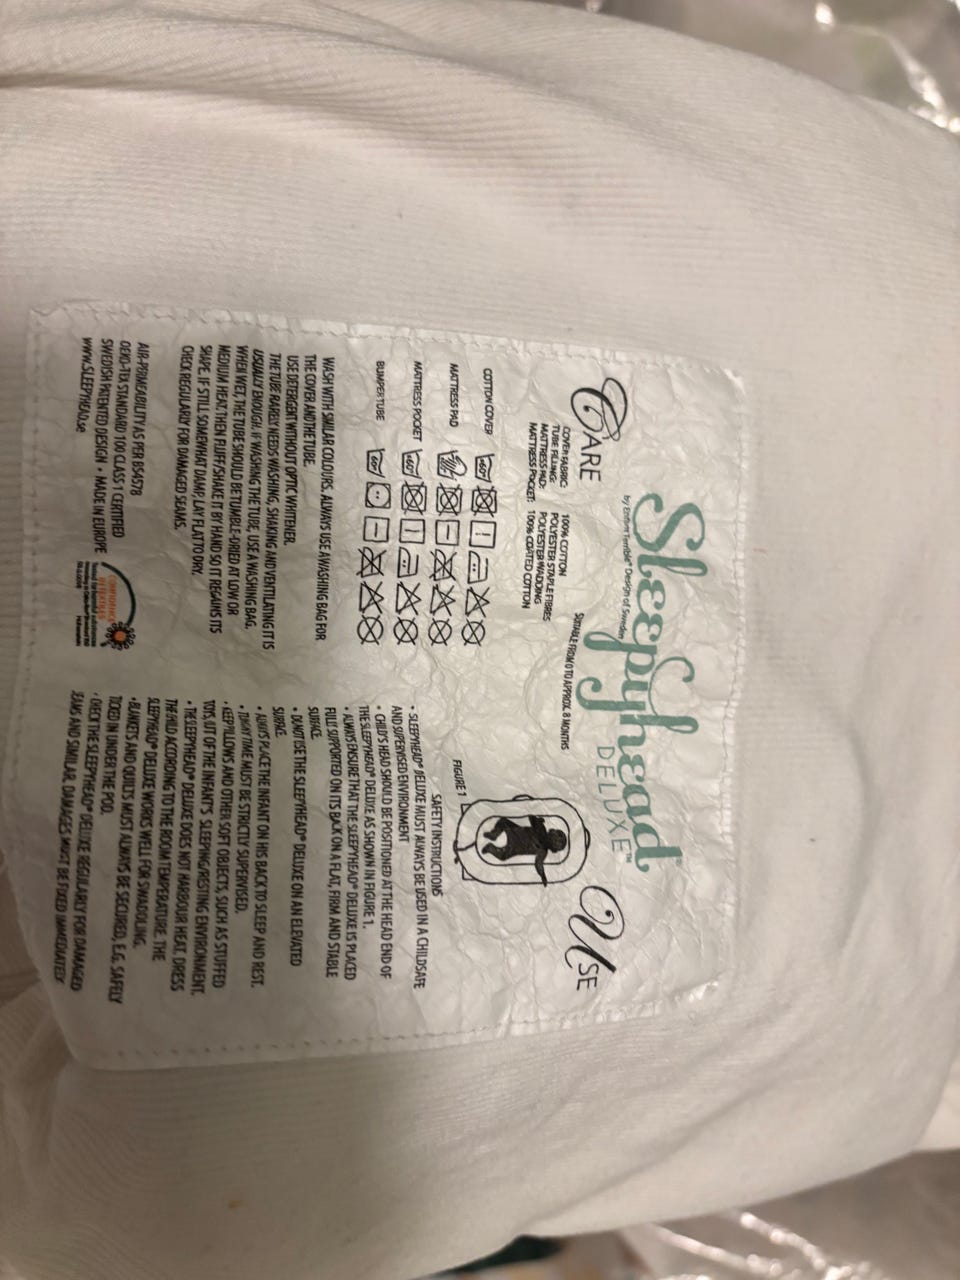 Sleepyhead®
DELUXE™
by Enfant Terrible® Design of Sweden
SUITABLE FROM 0 TO APPROX. 8 MONTHS
CARE
COVER FABRIC: 100% COTTON
TUBE FILLING: POLYESTER STAPLE FIBRES
MATTRESS PAD: POLYESTER WADDING
MATTRESS POCKET: 100% COATED COTTON
COTTON COVER
MATTRESS PAD
MATTRESS POCKET
BUMPER TUBE
WASH WITH SIMILAR COLOURS. ALWAYS USE A WASHING BAG FOR
THE COVER AND THE TUBE.
USE DETERGENT WITHOUT OPTIC WHITENER.
THE TUBE RARELY NEEDS WASHING, SHAKING AND VENTILATING IT IS
USUALLY ENOUGH. IF WASHING THE TUBE, USE A WASHING BAG.
WHEN WET, THE TUBE SHOULD BE TUMBLE-DRIED AT LOW OR
MEDIUM HEAT. THEN FLUFF/SHAKE IT BY HAND SO IT REGAINS ITS
SHAPE. IF STILL SOMEWHAT DAMP, LAY FLAT TO DRY.
CHECK REGULARLY FOR DAMAGED SEAMS.
AIR-PERMEABILITY AS PER BS4578
OEKO-TEX STANDARD 100 CLASS 1 CERTIFIED
SWEDISH PATENTED DESIGN • MADE IN EUROPE
WWW.SLEEPYHEAD.se
CONFIDENCE
IN TEXTILES
USE
FIGURE 1
SAFETY INSTRUCTIONS
• SLEEPYHEAD® DELUXE MUST ALWAYS BE USED IN A CHILDSAFE
AND SUPERVISED ENVIRONMENT
• CHILD'S HEAD SHOULD BE POSITIONED AT THE HEAD END OF
THE SLEEPYHEAD® DELUXE AS SHOWN IN FIGURE 1.
• ALWAYS ENSURE THAT THE SLEEPYHEAD® DELUXE IS PLACED
FULLY SUPPORTED ON ITS BACK ON A FLAT, FIRM AND STABLE
SURFACE.
• DO NOT USE THE SLEEPYHEAD® DELUXE ON AN ELEVATED
SURFACE.
• ALWAYS PLACE THE INFANT ON HIS BACK TO SLEEP AND REST.
• TUMMY TIME MUST BE STRICTLY SUPERVISED.
• KEEP PILLOWS AND OTHER SOFT OBJECTS, SUCH AS STUFFED
TOYS, OUT OF THE INFANT'S SLEEPING/RESTING ENVIRONMENT.
• THE SLEEPYHEAD® DELUXE DOES NOT HARBOUR HEAT. DRESS
THE CHILD ACCORDING TO THE ROOM TEMPERATURE. THE
SLEEPYHEAD® DELUXE WORKS WELL FOR SWADDLING.
• BLANKETS AND QUILTS MUST ALWAYS BE SECURED, E.G. SAFELY
TUCKED IN UNDER THE POD.
• CHECK THE SLEEPYHEAD® DELUXE REGULARLY FOR DAMAGED
SEAMS AND SIMILAR. DAMAGES MUST BE FIXED IMMEDIATELY